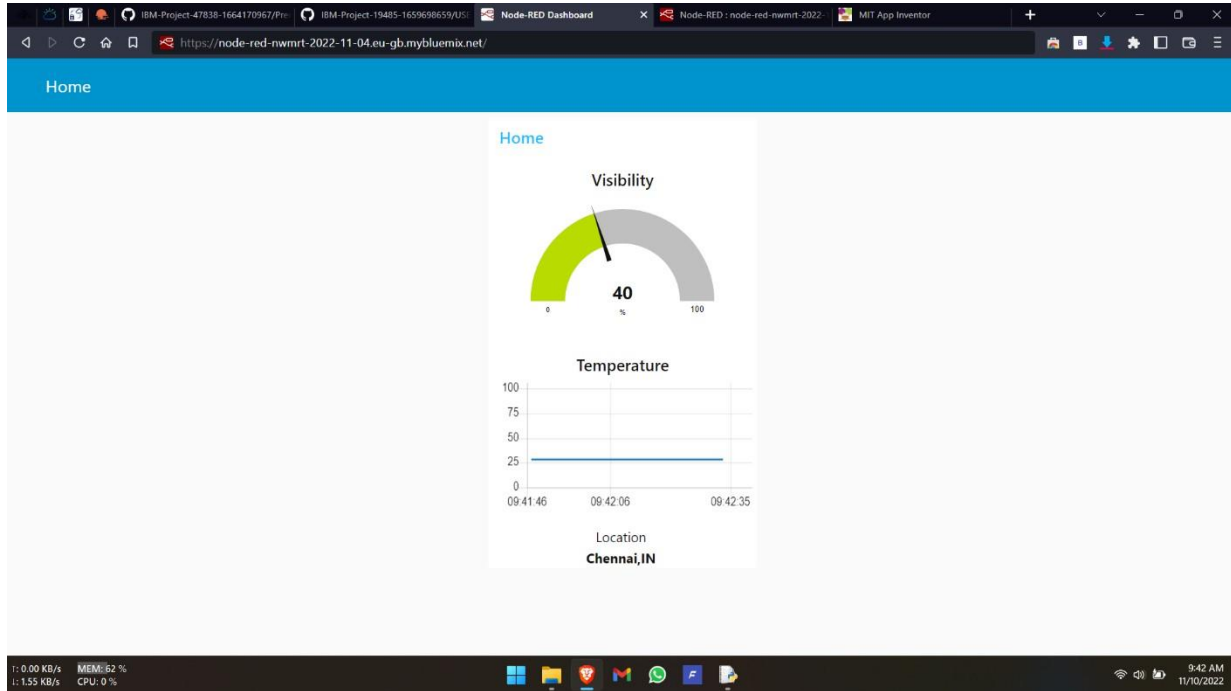 IBM-Project-47838-1664170967/Pre
IBM-Project-19485-1659698659/USE
Node-RED Dashboard
Node-RED : node-red-nwmrt-2022-
MIT App Inventor
https://node-red-nwmrt-2022-11-04.eu-gb.mybluemix.net/
Home
Home
Visibility
40
0 % 100
Temperature
100
75
50
25
0
09:41:46 09:42:06 09:42:35
Location
Chennai,IN
↑: 0.00 KB/s MEM: 62 %
↓: 1.55 KB/s CPU: 0 %
9:42 AM
11/10/2022